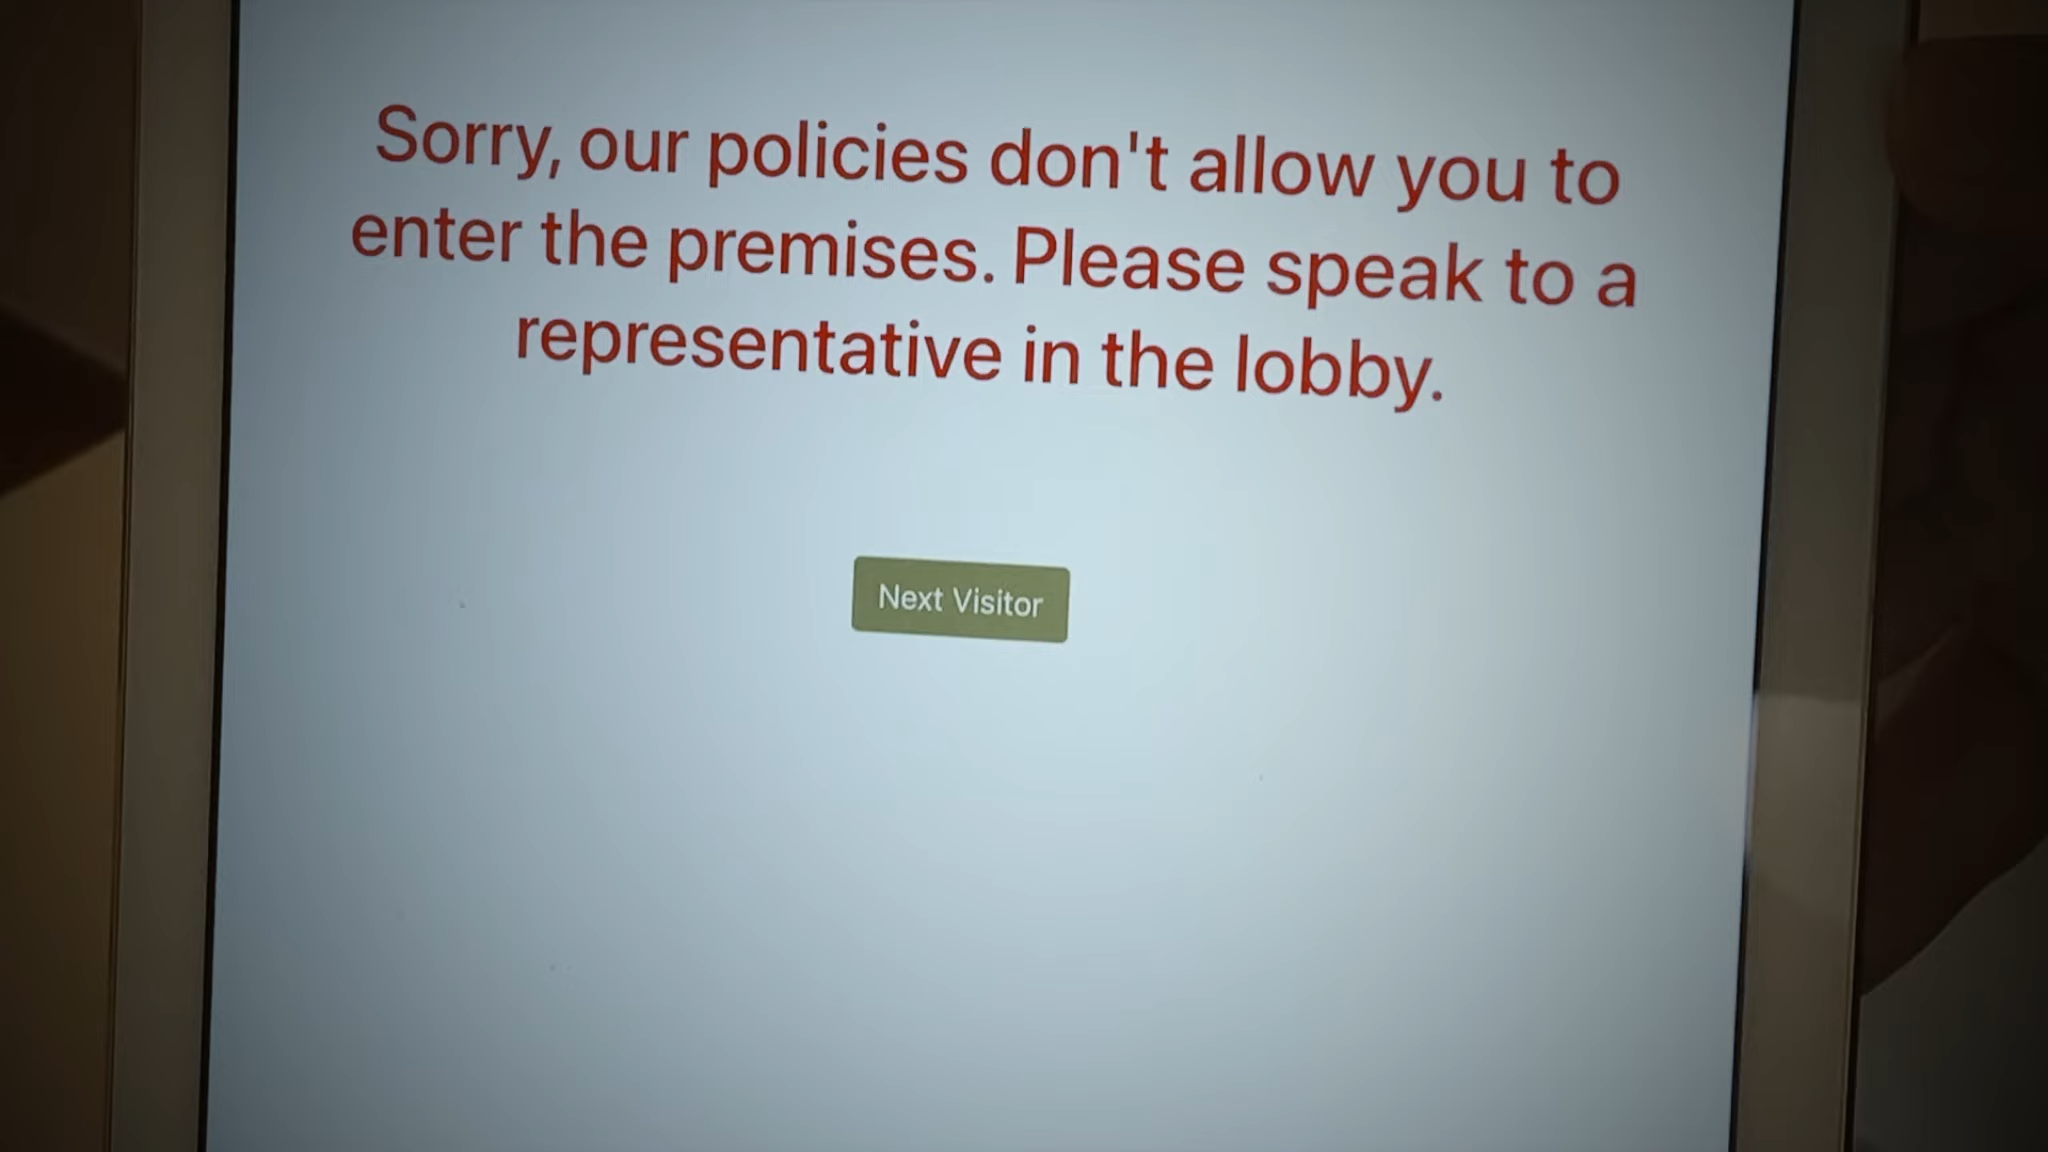 Sorry, our policies don't allow you to
enter the premises. Please speak to a
representative in the lobby.
Next Visitor